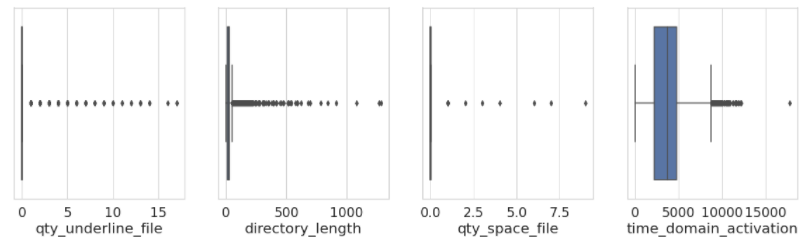 0 5 10 15
qty_underline_file
0 500 1000
directory_length
0.0 2.5 5.0 7.5
qty_space_file
0 5000 10000 15000
time_domain_activation